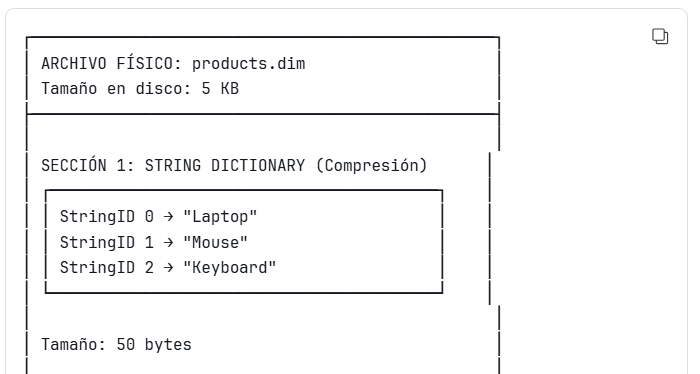 ARCHIVO FÍSICO: products.dim
Tamaño en disco: 5 KB
SECCIÓN 1: STRING DICTIONARY (Compresión)
StringID 0 → "Laptop"
StringID 1 → "Mouse"
StringID 2 → "Keyboard"
Tamaño: 50 bytes